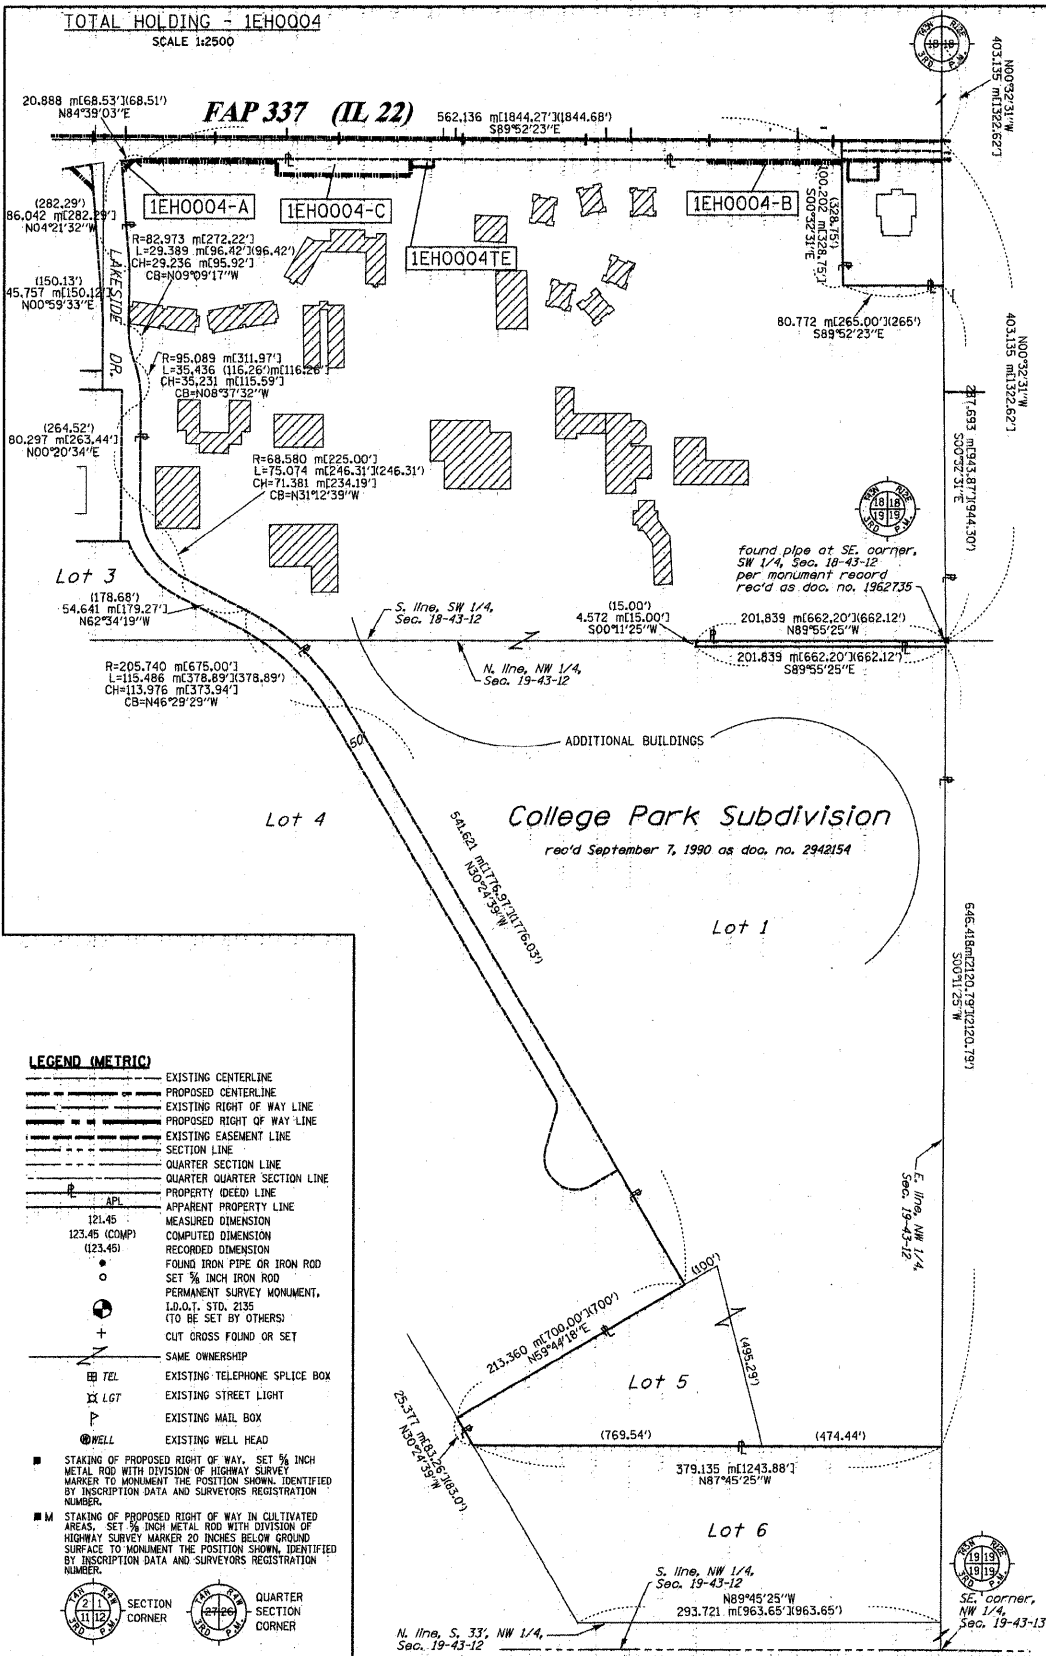 TOTAL HOLDING - 1EH0004
SCALE 1:2500
20.888 m[68.53'](68.51')
N84°39'03"E
FAP 337 (IL 22)
562.136 m[1844.27'](1844.68')
S89°52'23"E
N00°32'31"W
403.135 m[1322.62']
(282.29')
86.042 m[282.29']
N04°21'32"W
1EH0004-A
1EH0004-C
1EH0004TE
1EH0004-B
(328.75')
100.202 m[328.75']
S00°32'31"E
R=82.973 m[272.22']
L=29.389 m[96.42'](96.42')
CH=29.236 m[95.92']
CB=N09°09'17"W
LAKESIDE DR.
(150.13')
45.757 m[150.12']
N00°59'33"E
80.772 m[265.00'](265')
S89°52'23"E
N00°32'31"W
403.135 m[1322.62']
R=95.089 m[311.97']
L=35.436 (116.26')m[116.26']
CH=35.231 m[115.59']
CB=N08°37'32"W
287.693 m[943.87'](944.30')
S00°32'31"E
(264.52')
80.297 m[263.44']
N00°20'34"E
R=68.580 m[225.00']
L=75.074 m[246.31'](246.31')
CH=71.381 m[234.19']
CB=N31°12'39"W
found pipe at SE. corner,
SW 1/4, Sec. 18-43-12
per monument record
rec'd as doc. no. 1962735
Lot 3
(178.68')
54.641 m[179.27']
N62°34'19"W
S. line, SW 1/4,
Sec. 18-43-12
(15.00')
4.572 m[15.00']
S00°11'25"W
201.839 m[662.20'](662.12')
N89°55'25"W
N. line, NW 1/4,
Sec. 19-43-12
201.839 m[662.20'](662.12')
S89°55'25"E
R=205.740 m[675.00']
L=115.486 m[378.89'](378.89')
CH=113.976 m[373.94']
CB=N46°29'29"W
50'
ADDITIONAL BUILDINGS
Lot 4
College Park Subdivision
rec'd September 7, 1990 as doc. no. 2942154
541.621 m[1776.97'](1776.03')
N30°24'39"W
Lot 1
646.418m[2120.79'](2120.79')
S00°11'25"W
E. line, NW 1/4,
Sec. 19-43-12
(100')
213.360 m[700.00'](700')
N59°44'18"E
(495.29')
Lot 5
25.377 m[83.26'](83.0')
N30°24'39"W
(769.54')
(474.44')
379.135 m[1243.88']
N87°45'25"W
Lot 6
S. line, NW 1/4,
Sec. 19-43-12
N89°45'25"W
293.721 m[963.65'](963.65')
N. line, S. 33', NW 1/4,
Sec. 19-43-12
SE. corner,
NW 1/4,
Sec. 19-43-13
LEGEND (METRIC)
EXISTING CENTERLINE
PROPOSED CENTERLINE
EXISTING RIGHT OF WAY LINE
PROPOSED RIGHT OF WAY LINE
EXISTING EASEMENT LINE
SECTION LINE
QUARTER SECTION LINE
QUARTER QUARTER SECTION LINE
PROPERTY (DEED) LINE
APL APPARENT PROPERTY LINE
121.45 MEASURED DIMENSION
123.45 (COMP) COMPUTED DIMENSION
(123.45) RECORDED DIMENSION
FOUND IRON PIPE OR IRON ROD
SET 5/8 INCH IRON ROD
PERMANENT SURVEY MONUMENT,
I.D.O.T. STD. 2135
(TO BE SET BY OTHERS)
CUT CROSS FOUND OR SET
SAME OWNERSHIP
TEL EXISTING TELEPHONE SPLICE BOX
LGT EXISTING STREET LIGHT
EXISTING MAIL BOX
WELL EXISTING WELL HEAD
STAKING OF PROPOSED RIGHT OF WAY. SET 5/8 INCH
METAL ROD WITH DIVISION OF HIGHWAY SURVEY
MARKER TO MONUMENT THE POSITION SHOWN. IDENTIFIED
BY INSCRIPTION DATA AND SURVEYORS REGISTRATION
NUMBER.
M STAKING OF PROPOSED RIGHT OF WAY IN CULTIVATED
AREAS. SET 5/8 INCH METAL ROD WITH DIVISION OF
HIGHWAY SURVEY MARKER 20 INCHES BELOW GROUND
SURFACE TO MONUMENT THE POSITION SHOWN, IDENTIFIED
BY INSCRIPTION DATA AND SURVEYORS REGISTRATION
NUMBER.
SECTION
CORNER
QUARTER
SECTION
CORNER